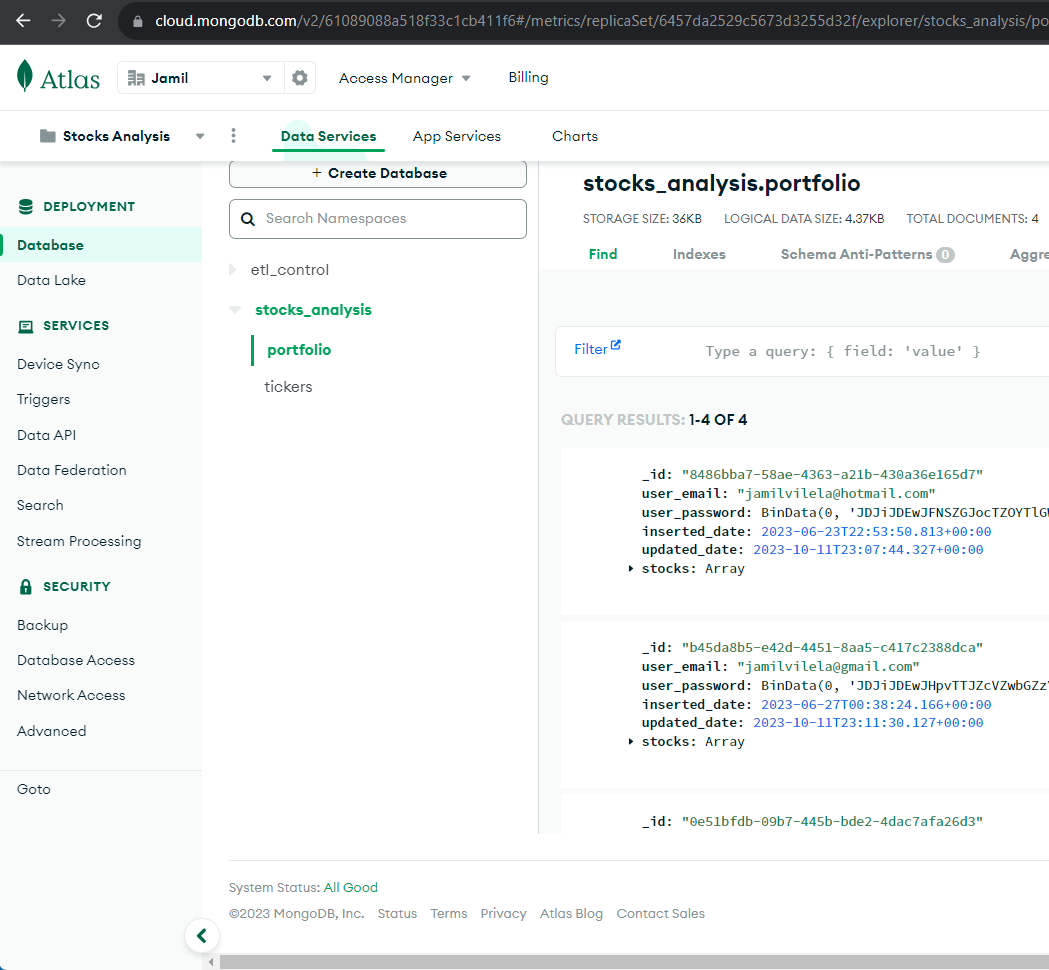 cloud.mongodb.com/v2/61089088a518f33c1cb411f6#/metrics/replicaSet/6457da2529c5673d3255d32f/explorer/stocks_analysis/po
Atlas
Jamil
Access Manager
Billing
Stocks Analysis
Data Services
App Services
Charts
DEPLOYMENT
Database
Data Lake
SERVICES
Device Sync
Triggers
Data API
Data Federation
Search
Stream Processing
SECURITY
Backup
Database Access
Network Access
Advanced
Goto
+ Create Database
Search Namespaces
etl_control
stocks_analysis
portfolio
tickers
stocks_analysis.portfolio
STORAGE SIZE: 36KB LOGICAL DATA SIZE: 4.37KB TOTAL DOCUMENTS: 4
Find Indexes Schema Anti-Patterns 0 Aggre
Filter Type a query: { field: 'value' }
QUERY RESULTS: 1-4 OF 4
_id: "8486bba7-58ae-4363-a21b-430a36e165d7"
user_email: "jamilvilela@hotmail.com"
user_password: BinData(0, 'JDJiJDEwJFNSZGJocTZOYTlG
inserted_date: 2023-06-23T22:53:50.813+00:00
updated_date: 2023-10-11T23:07:44.327+00:00
stocks: Array
_id: "b45da8b5-e42d-4451-8aa5-c417c2388dca"
user_email: "jamilvilela@gmail.com"
user_password: BinData(0, 'JDJiJDEwJHpvTTJZcVZwbGZz
inserted_date: 2023-06-27T00:38:24.166+00:00
updated_date: 2023-10-11T23:11:30.127+00:00
stocks: Array
_id: "0e51bfdb-09b7-445b-bde2-4dac7afa26d3"
System Status: All Good
©2023 MongoDB, Inc. Status Terms Privacy Atlas Blog Contact Sales